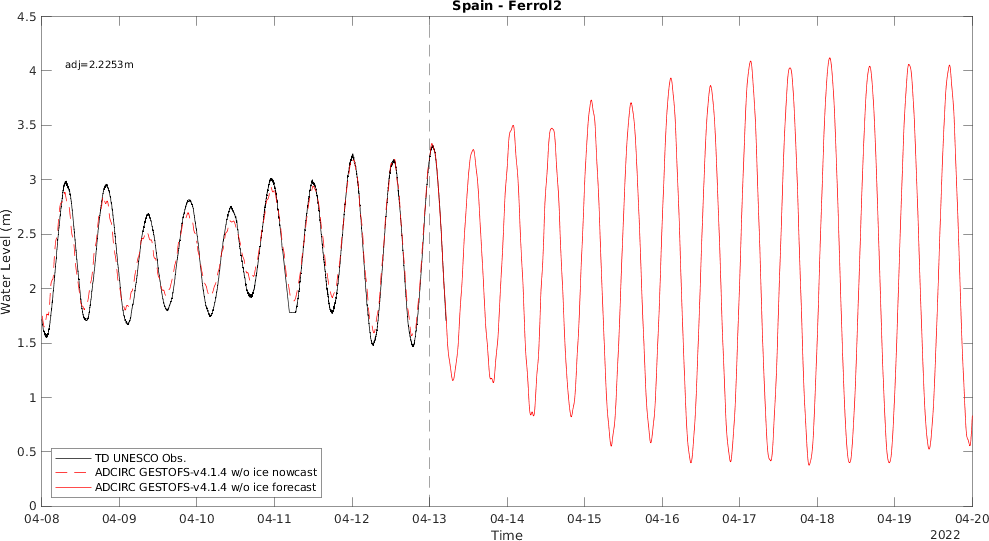 Spain - Ferrol2
4.5
4
3.5
3
2.5
2
1.5
1
0.5
0
Water Level (m)
adj=2.2253m
TD UNESCO Obs.
ADCIRC GESTOFS-v4.1.4 w/o ice nowcast
ADCIRC GESTOFS-v4.1.4 w/o ice forecast
04-08 04-09 04-10 04-11 04-12 04-13 04-14 04-15 04-16 04-17 04-18 04-19 04-20
Time
2022